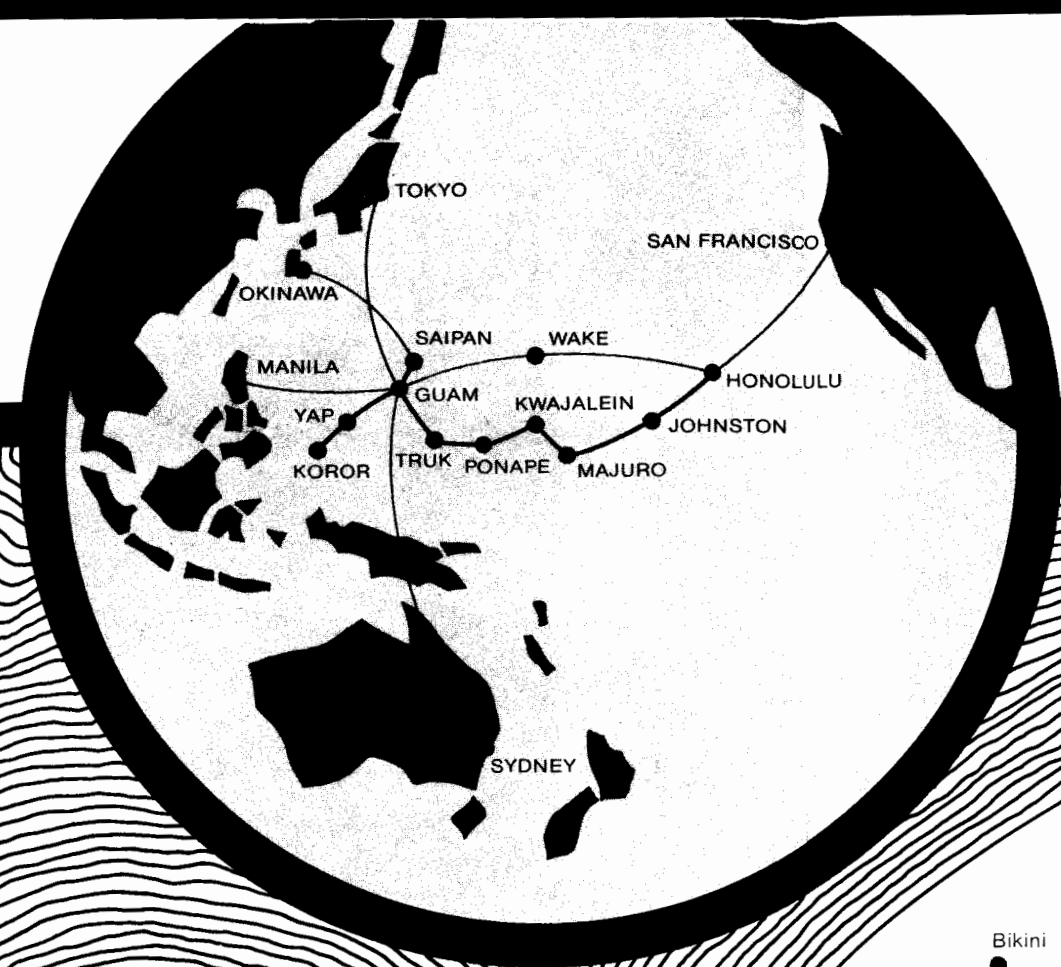 TOKYO
SAN FRANCISCO
OKINAWA
SAIPAN
WAKE
MANILA
HONOLULU
GUAM
KWAJALEIN
YAP
JOHNSTON
TRUK
PONAPE
MAJURO
KOROR
SYDNEY
Bikini